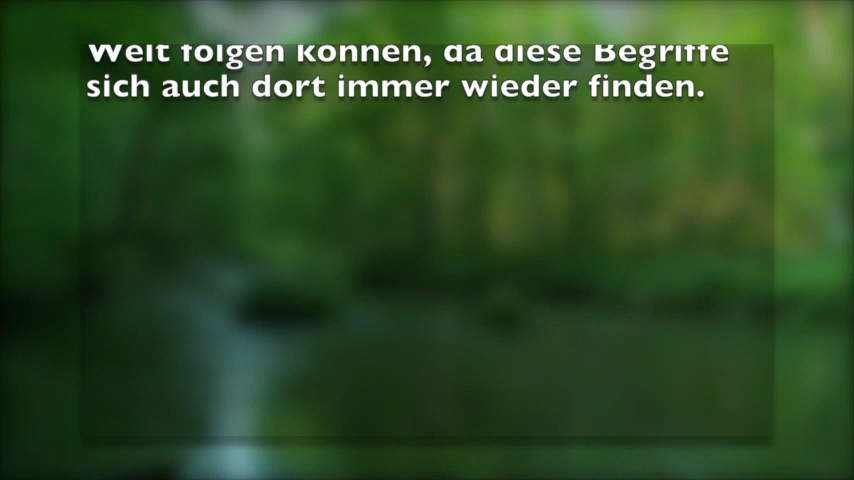 Welt folgen können, da diese Begriffe
sich auch dort immer wieder finden.